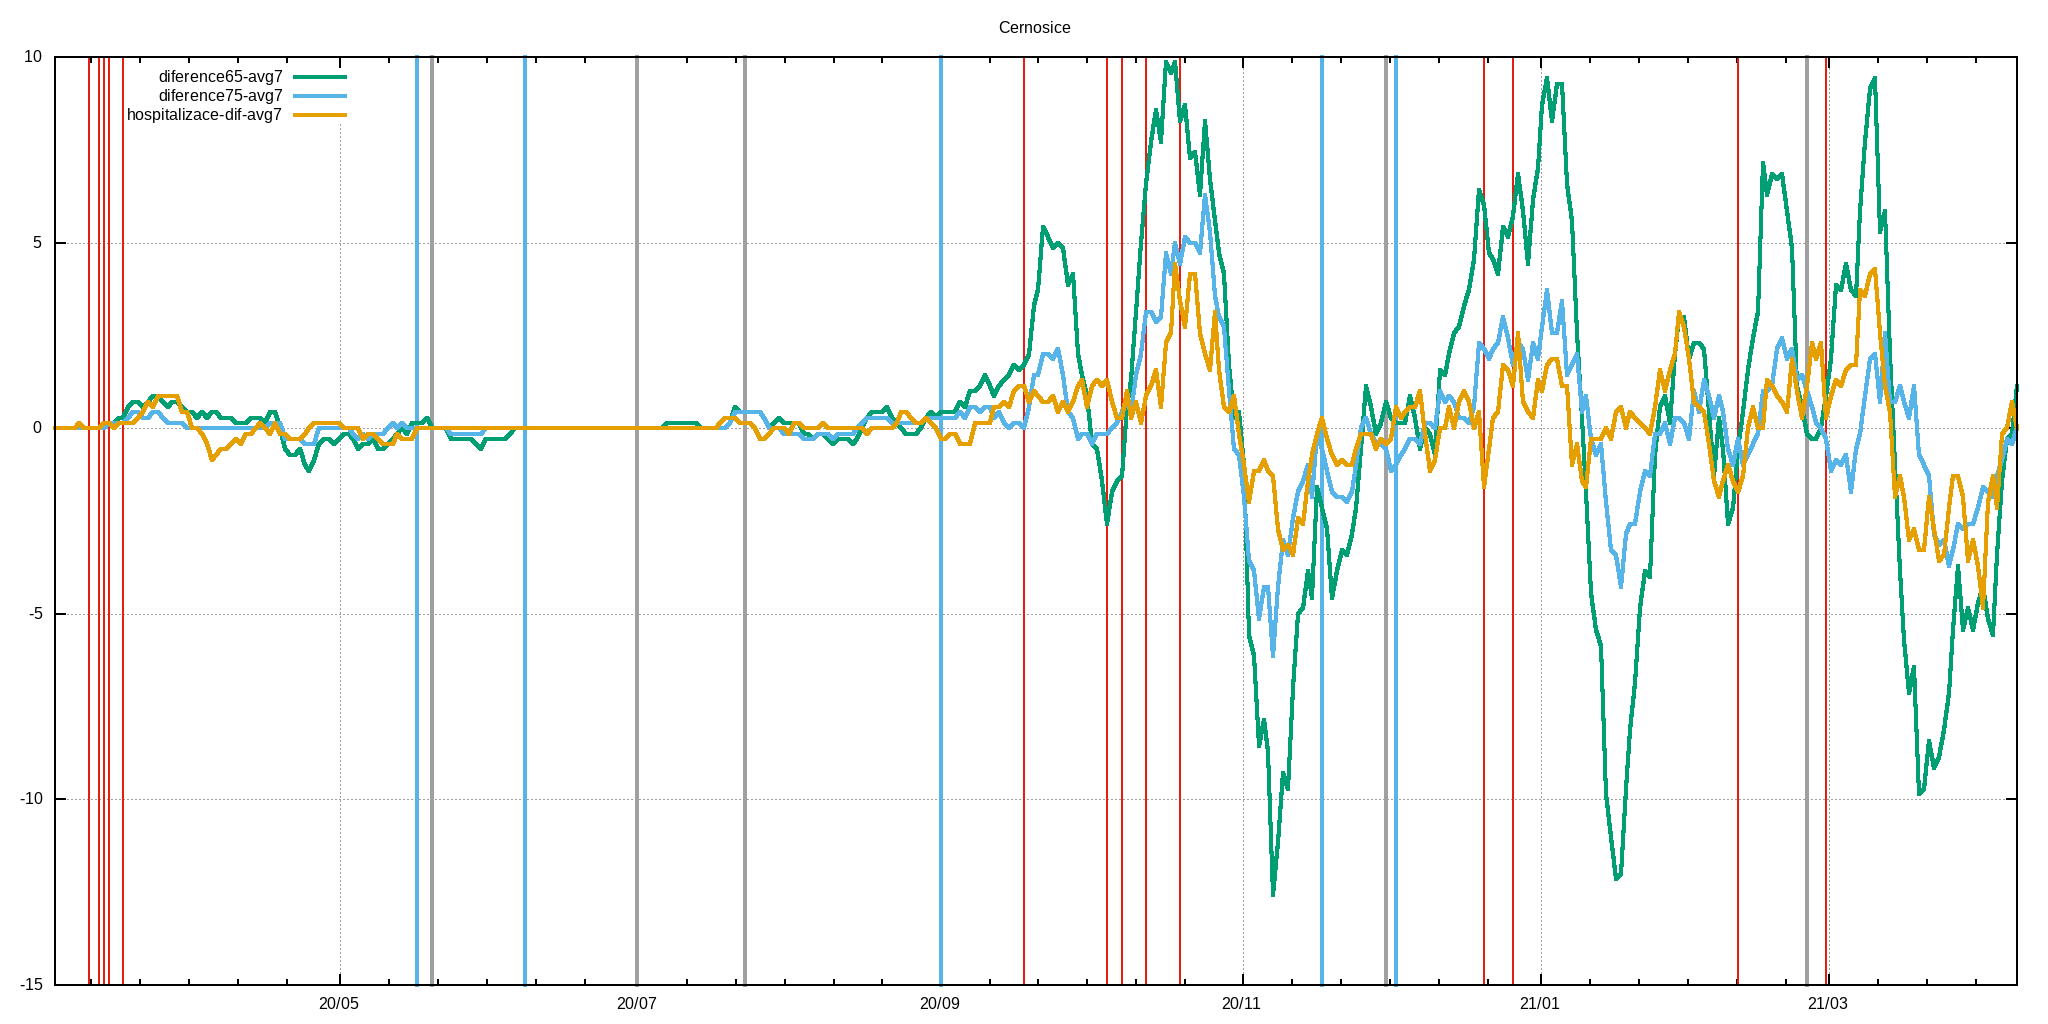 Cernosice
10
diference65-avg7
diference75-avg7
hospitalizace-dif-avg7
5
0
-5
-10
-15
20/05 20/07 20/09 20/11 21/01 21/03